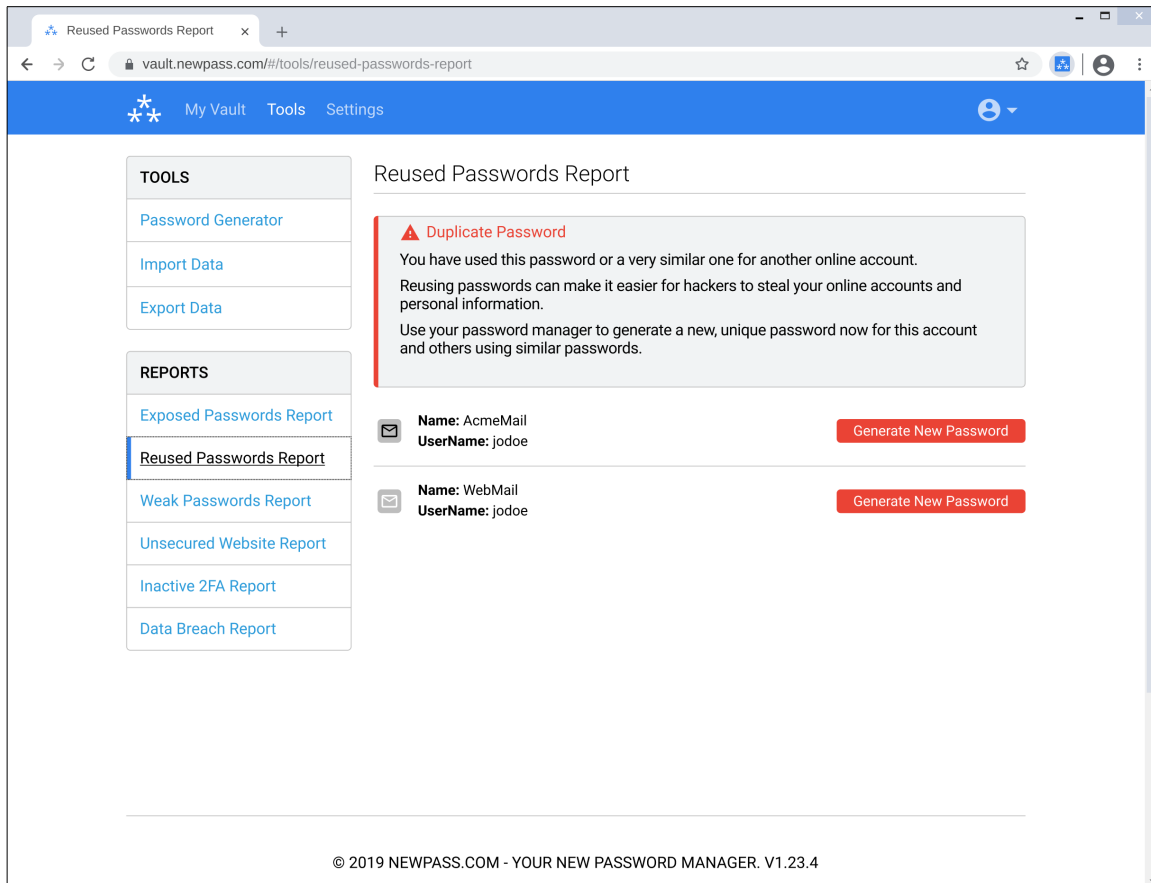 Reused Passwords Report
vault.newpass.com/#/tools/reused-passwords-report
My Vault Tools Settings
TOOLS
Password Generator
Import Data
Export Data
REPORTS
Exposed Passwords Report
Reused Passwords Report
Weak Passwords Report
Unsecured Website Report
Inactive 2FA Report
Data Breach Report
Reused Passwords Report
Duplicate Password
You have used this password or a very similar one for another online account.
Reusing passwords can make it easier for hackers to steal your online accounts and
personal information.
Use your password manager to generate a new, unique password now for this account
and others using similar passwords.
Name: AcmeMail
UserName: jodoe
Generate New Password
Name: WebMail
UserName: jodoe
Generate New Password
© 2019 NEWPASS.COM - YOUR NEW PASSWORD MANAGER. V1.23.4